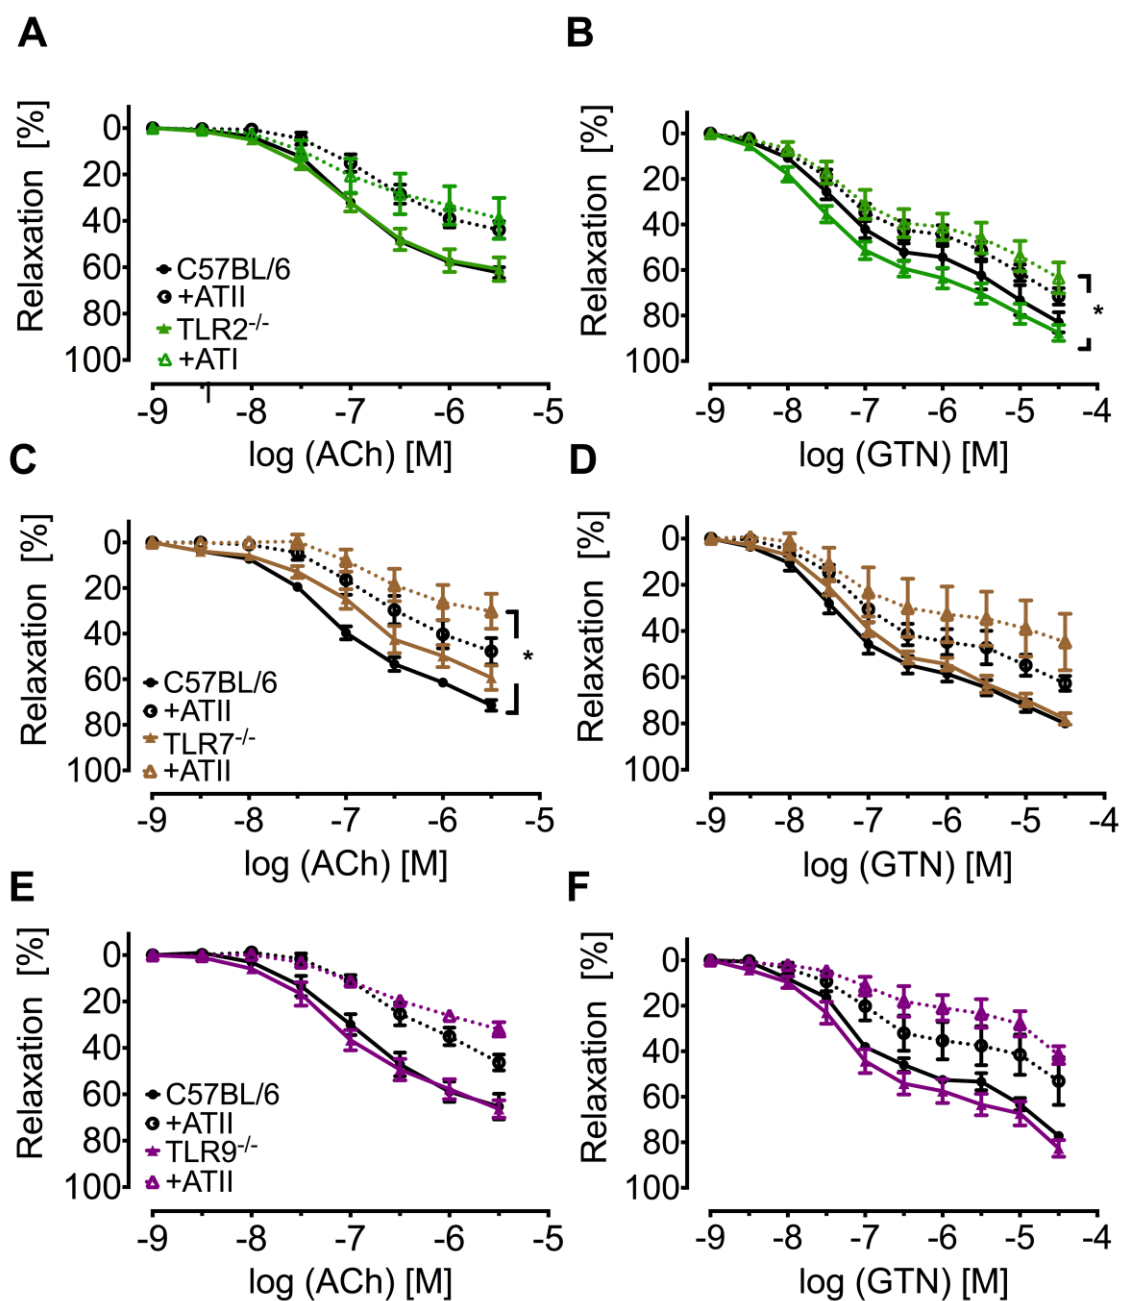 A
B
Relaxation [%]
0
20
40
60
80
100
C57BL/6
+ATII
TLR2-/-
+ATI
-9
-8
-7
-6
-5
log (ACh) [M]
Relaxation [%]
0
20
40
60
80
100
*
-9
-8
-7
-6
-5
-4
log (GTN) [M]
C
D
Relaxation [%]
0
20
40
60
80
100
C57BL/6
+ATII
TLR7-/-
+ATII
*
-9
-8
-7
-6
-5
log (ACh) [M]
Relaxation [%]
0
20
40
60
80
100
-9
-8
-7
-6
-5
-4
log (GTN) [M]
E
F
Relaxation [%]
0
20
40
60
80
100
C57BL/6
+ATII
TLR9-/-
+ATII
-9
-8
-7
-6
-5
log (ACh) [M]
Relaxation [%]
0
20
40
60
80
100
-9
-8
-7
-6
-5
-4
log (GTN) [M]